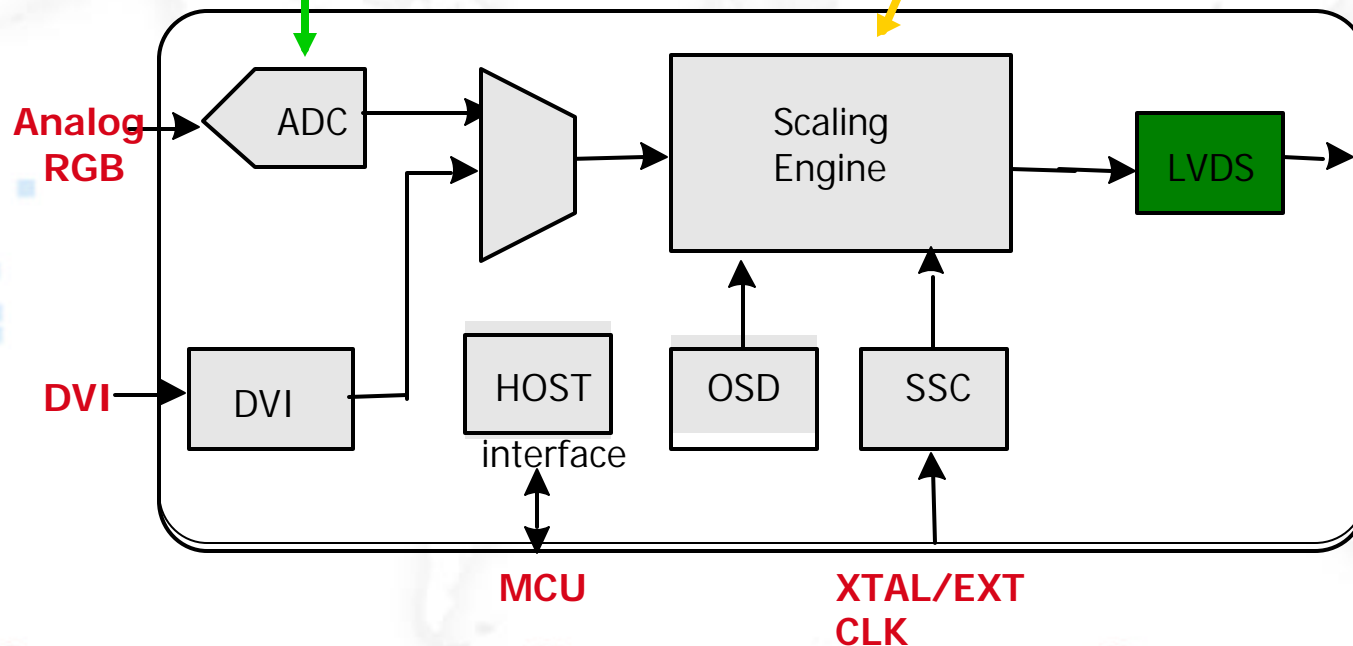 Analog
RGB
ADC
Scaling
Engine
LVDS
DVI
DVI
HOST
interface
OSD
SSC
MCU
XTAL/EXT
CLK